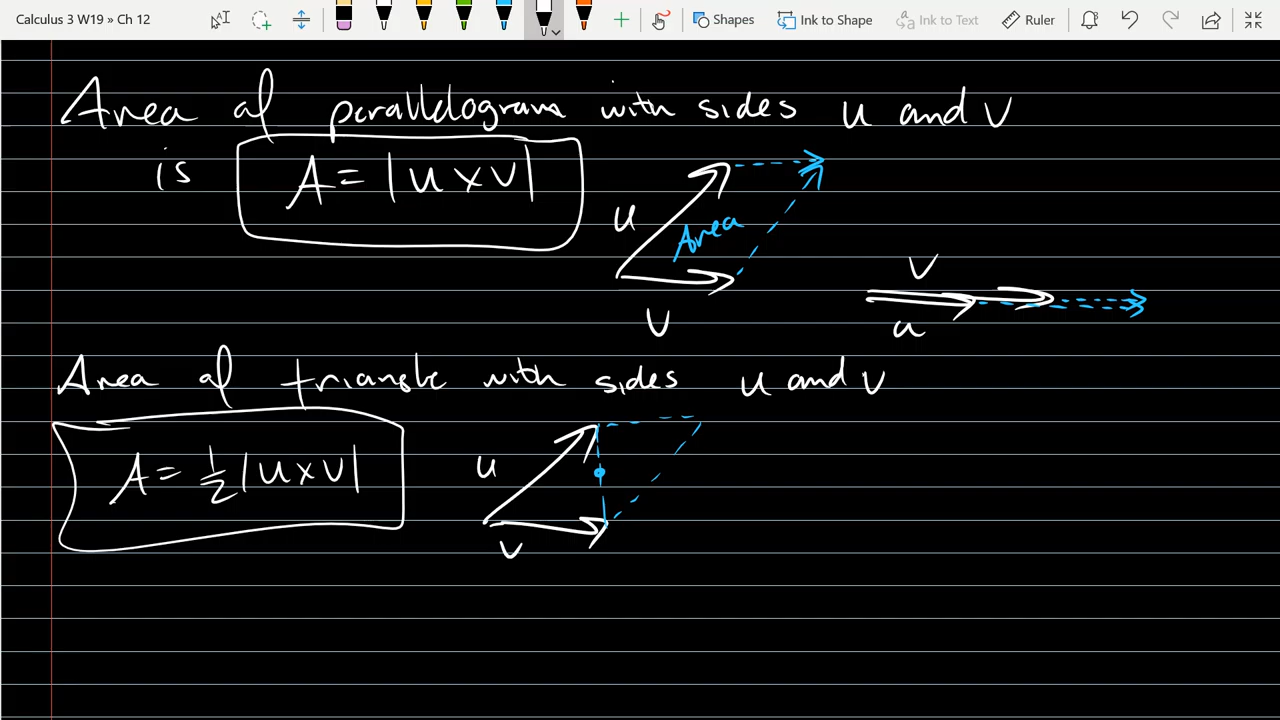 Calculus 3 W19 » Ch 12
Shapes Ink to Shape Ink to Text Ruler
Area of parallelogram with sides u and v
is A = |u x v|
u Area
v
v
u
Area of triangle with sides u and v
A = 1/2 |u x v|
u
v